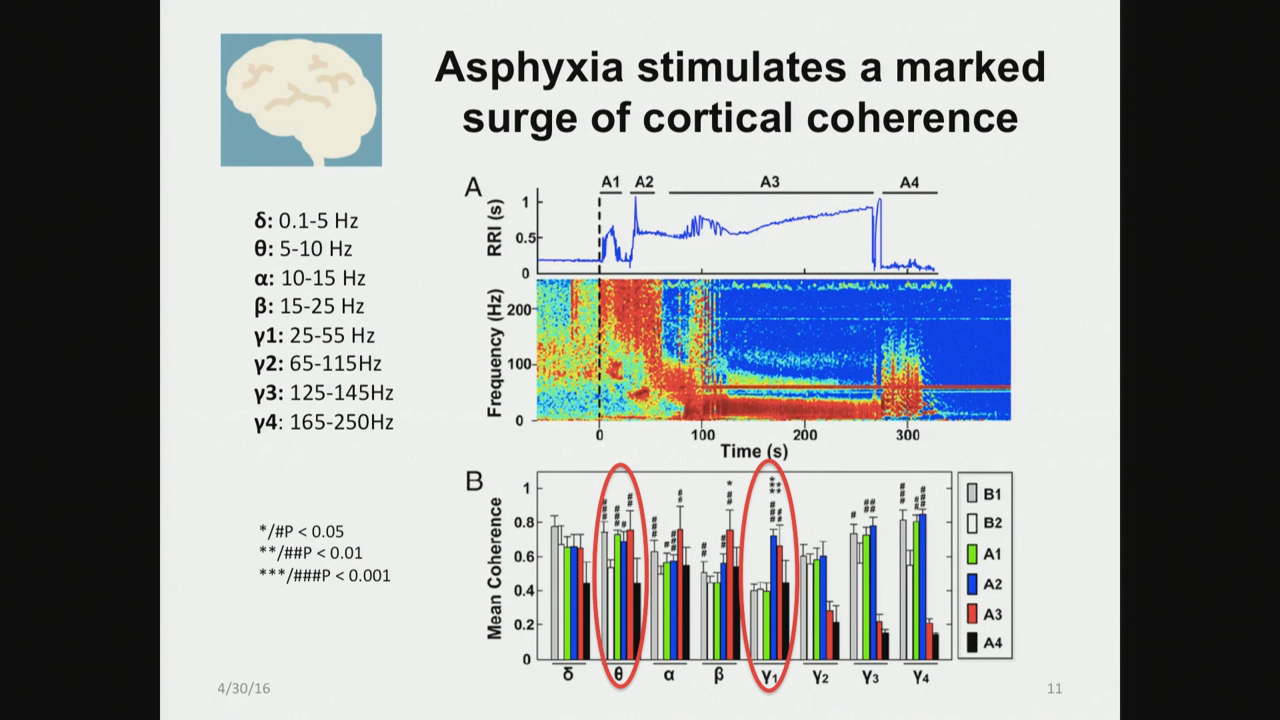 Asphyxia stimulates a marked
surge of cortical coherence
δ: 0.1-5 Hz
θ: 5-10 Hz
α: 10-15 Hz
β: 15-25 Hz
γ1: 25-55 Hz
γ2: 65-115Hz
γ3: 125-145Hz
γ4: 165-250Hz
*/#P < 0.05
**/##P < 0.01
***/###P < 0.001
A
A1 A2 A3 A4
RRI (s)
1
0.5
0
Frequency (Hz)
200
100
0
0 100 200 300
Time (s)
B
Mean Coherence
1
0.8
0.6
0.4
0.2
0
δ θ α β γ1 γ2 γ3 γ4
B1
B2
A1
A2
A3
A4
4/30/16
11